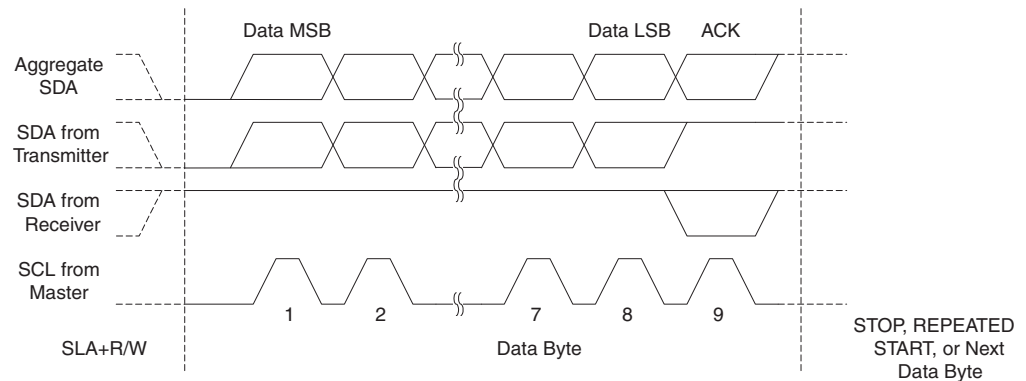 Data MSB
Data LSB
ACK
Aggregate
SDA
SDA from
Transmitter
SDA from
Receiver
SCL from
Master
1
2
7
8
9
SLA+R/W
Data Byte
STOP, REPEATED
START, or Next
Data Byte